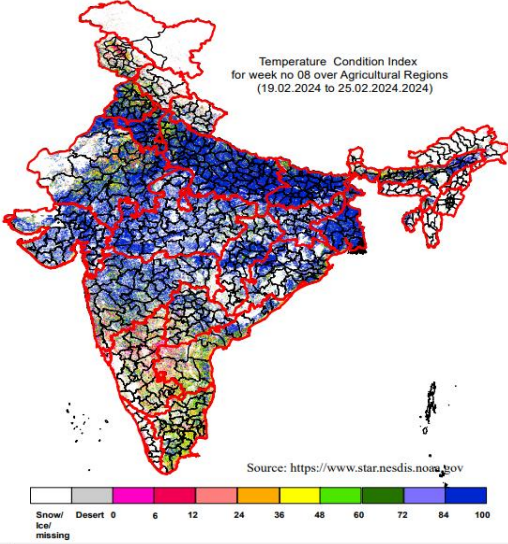 Temperature Condition Index
for week no 08 over Agricultural Regions
(19.02.2024 to 25.02.2024.2024)
Source: https://www.star.nesdis.noaa.gov
Snow/ Desert 0 6 12 24 36 48 60 72 84 100
Ice/
missing